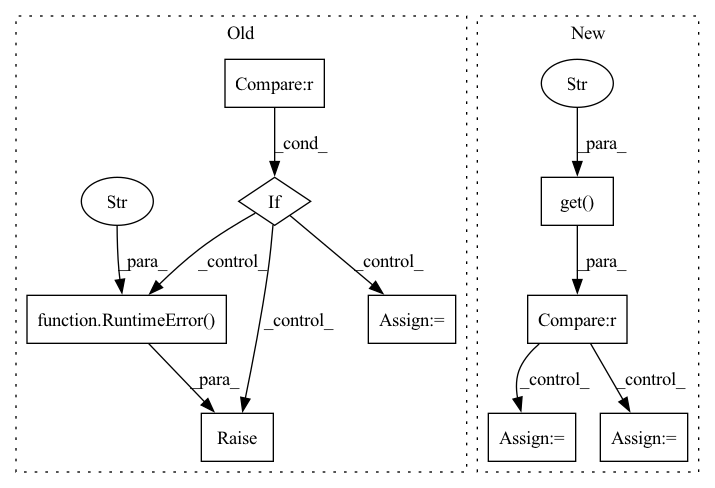 Old
New
Compare:r
Str
_cond_
_para_
Str
If
get()
_para_
_control_
_control_
_para_
_control_
function.RuntimeError()
Assign:=
Compare:r
_para_
_control_
_control_
Raise
Assign:=
Assign:=